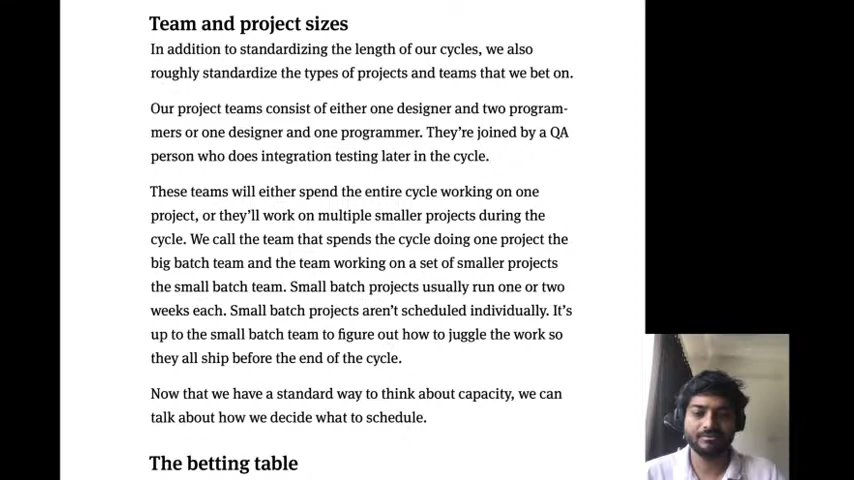 Team and project sizes
In addition to standardizing the length of our cycles, we also
roughly standardize the types of projects and teams that we bet on.
Our project teams consist of either one designer and two program-
mers or one designer and one programmer. They're joined by a QA
person who does integration testing later in the cycle.
These teams will either spend the entire cycle working on one
project, or they'll work on multiple smaller projects during the
cycle. We call the team that spends the cycle doing one project the
big batch team and the team working on a set of smaller projects
the small batch team. Small batch projects usually run one or two
weeks each. Small batch projects aren't scheduled individually. It's
up to the small batch team to figure out how to juggle the work so
they all ship before the end of the cycle.
Now that we have a standard way to think about capacity, we can
talk about how we decide what to schedule.
The betting table